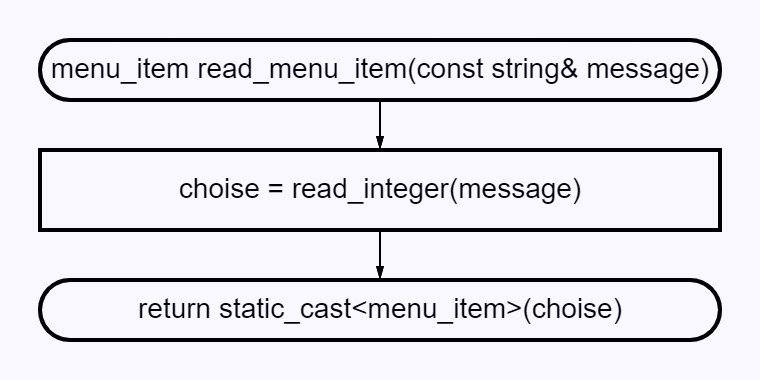 menu_item read_menu_item(const string& message)
choise = read_integer(message)
return static_cast<menu_item>(choise)